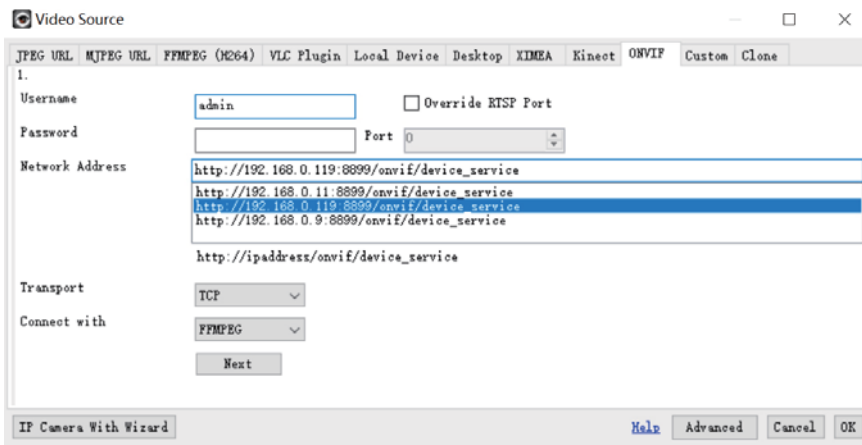 Video Source
JPEG URL MJPEG URL FFMPEG (H264) VLC Plugin Local Device Desktop XIMEA Kinect ONVIF Custom Clone
1.
Username admin Override RTSP Port
Password Port 0
Network Address http://192.168.0.119:8899/onvif/device_service
http://192.168.0.11:8899/onvif/device_service
http://192.168.0.119:8899/onvif/device_service
http://192.168.0.9:8899/onvif/device_service
http://ipaddress/onvif/device_service
Transport TCP
Connect with FFMPEG
Next
IP Camera With Wizard Help Advanced Cancel OK